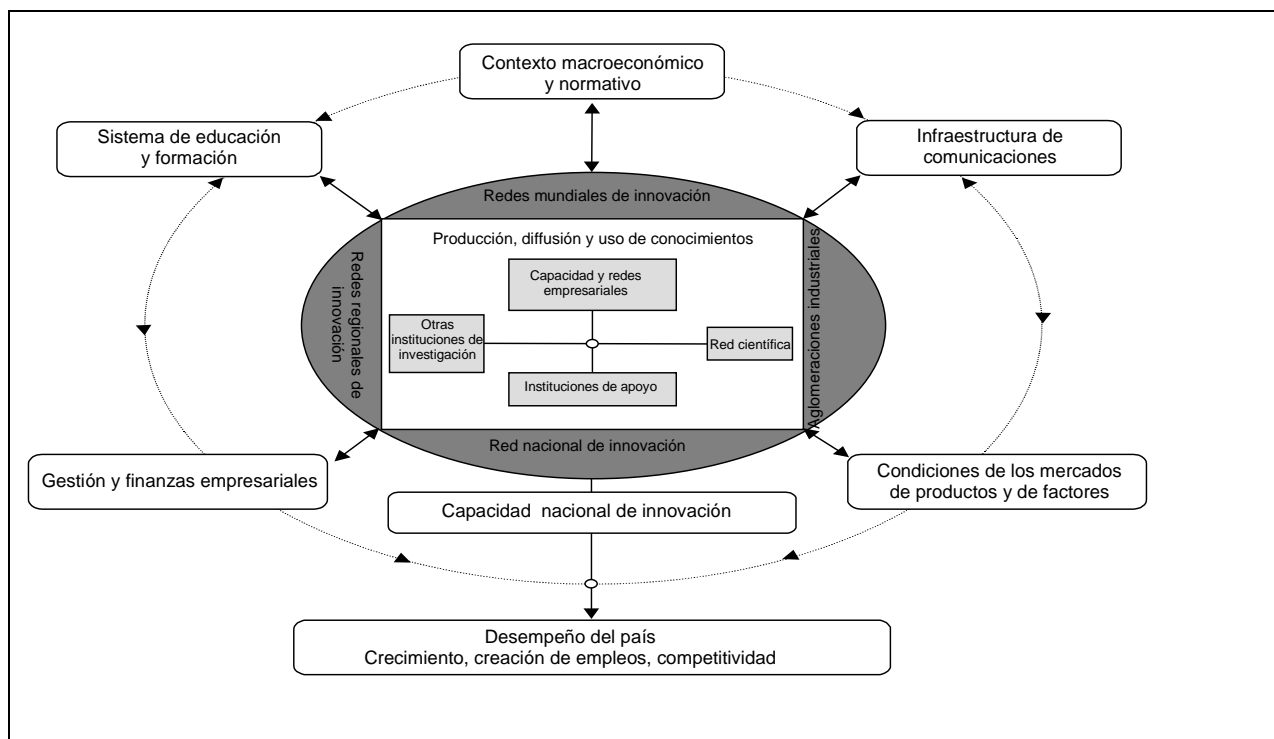 Contexto macroeconómico
y normativo
Sistema de educación
y formación
Infraestructura de
comunicaciones
Redes mundiales de innovación
Producción, diffusión y uso de conocimientos
Capacidad y redes
empresariales
Redes regionales de
innovación
Otras
instituciones de
investigación
Red científica
Aglomeraciones industriales
Instituciones de apoyo
Red nacional de innovación
Gestión y finanzas empresariales
Condiciones de los mercados
de productos y de factores
Capacidad nacional de innovación
Desempeño del país
Crecimiento, creación de empleos, competitividad